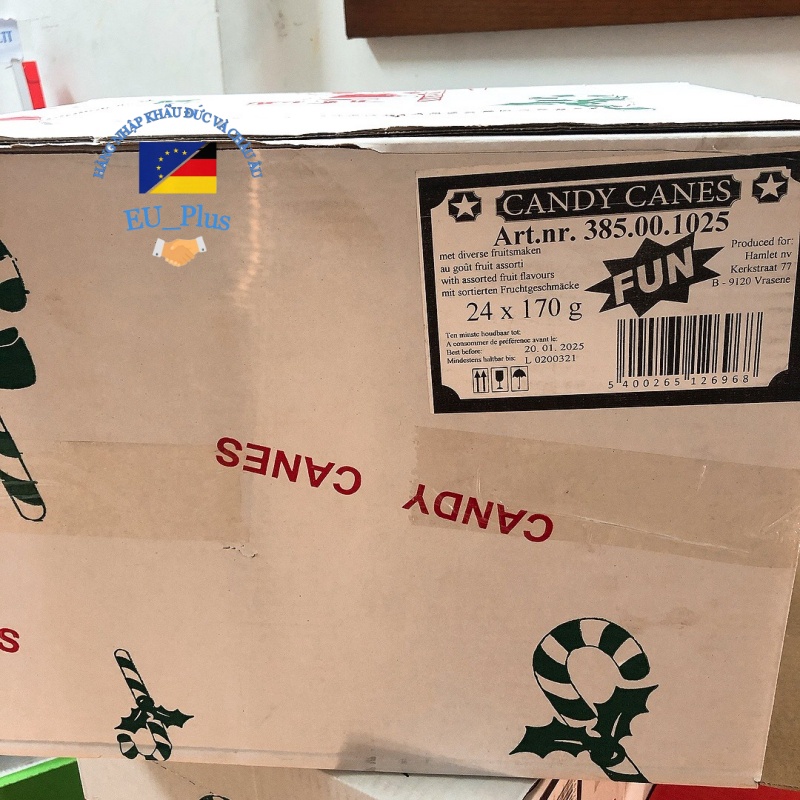 HÀNG NHẬP KHẨU ĐỨC VÀ CHÂU ÂU
EU_Plus
CANDY CANES
Art.nr. 385.00.1025
met diverse fruitsmaken
au goût fruit assorti
with assorted fruit flavours
mit sortierten Fruchtgeschmäcke
24 x 170 g
FUN
Produced for:
Hamlet nv
Kerkstraat 77
B - 9120 Vrasene
Ten minste houdbaar tot:
A consommer de préférence avant le:
Best before: 20. 01. 2025
Mindestens haltbar bis: L 0200321
5 400265 126968
CANDY CANES
S